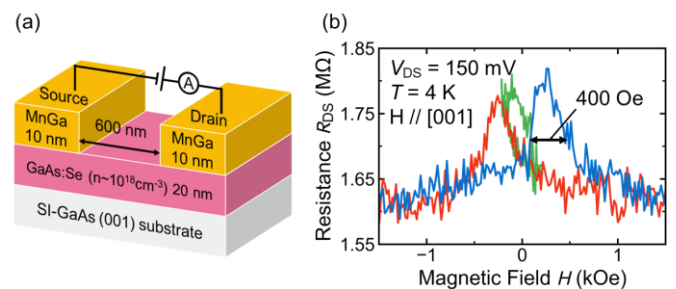 (a)
A
Source
Drain
MnGa
10 nm
600 nm
MnGa
10 nm
GaAs:Se (n~10¹⁸cm⁻³) 20 nm
SI-GaAs (001) substrate
(b)
Resistance R_DS (MΩ)
1.85
1.75
1.65
1.55
V_DS = 150 mV
T = 4 K
H // [001]
400 Oe
−1
0
1
Magnetic Field H (kOe)